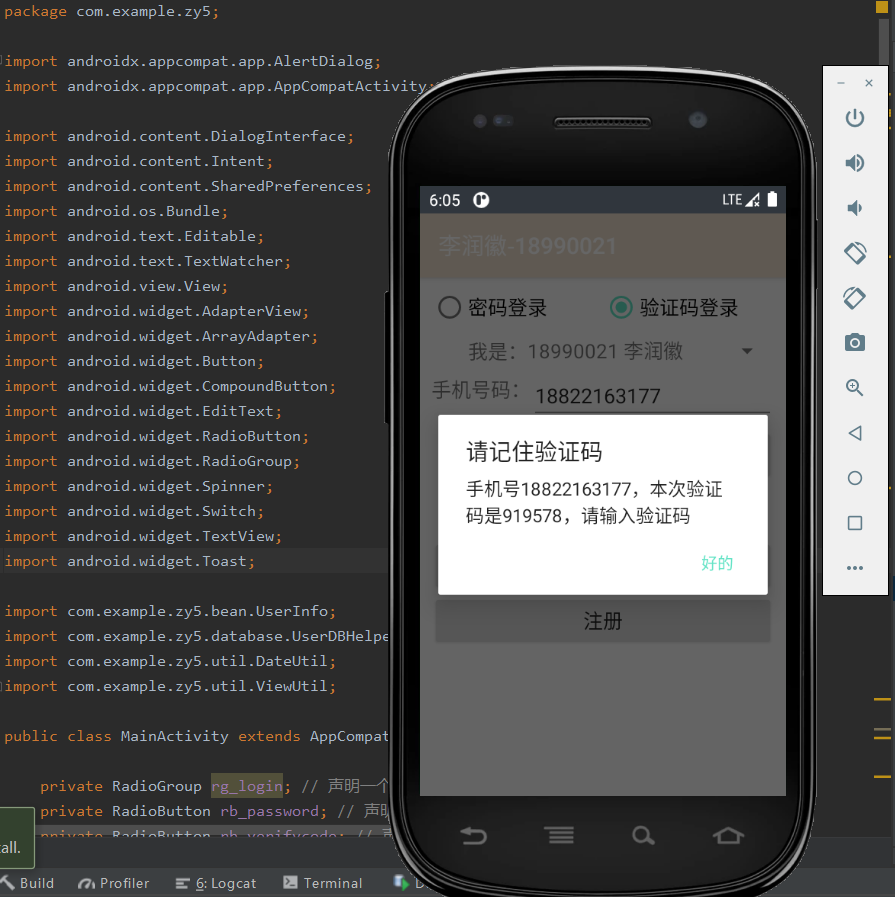 package com.example.zy5;
import androidx.appcompat.app.AlertDialog;
import androidx.appcompat.app.AppCompatActivity;
import android.content.DialogInterface;
import android.content.Intent;
import android.content.SharedPreferences;
import android.os.Bundle;
import android.text.Editable;
import android.text.TextWatcher;
import android.view.View;
import android.widget.AdapterView;
import android.widget.ArrayAdapter;
import android.widget.Button;
import android.widget.CompoundButton;
import android.widget.EditText;
import android.widget.RadioButton;
import android.widget.RadioGroup;
import android.widget.Spinner;
import android.widget.Switch;
import android.widget.TextView;
import android.widget.Toast;
import com.example.zy5.bean.UserInfo;
import com.example.zy5.database.UserDBHelpe
import com.example.zy5.util.DateUtil;
import com.example.zy5.util.ViewUtil;
public class MainActivity extends AppCompat
private RadioGroup rg_login; // 声明一个
private RadioButton rb_password; // 声明
private RadioButton rb_verifycode; //
all.
Build
Profiler
6: Logcat
Terminal
6:05
LTE
李润徽-18990021
密码登录
验证码登录
我是：18990021 李润徽
手机号码：
18822163177
请记住验证码
手机号18822163177，本次验证
码是919578，请输入验证码
好的
注册